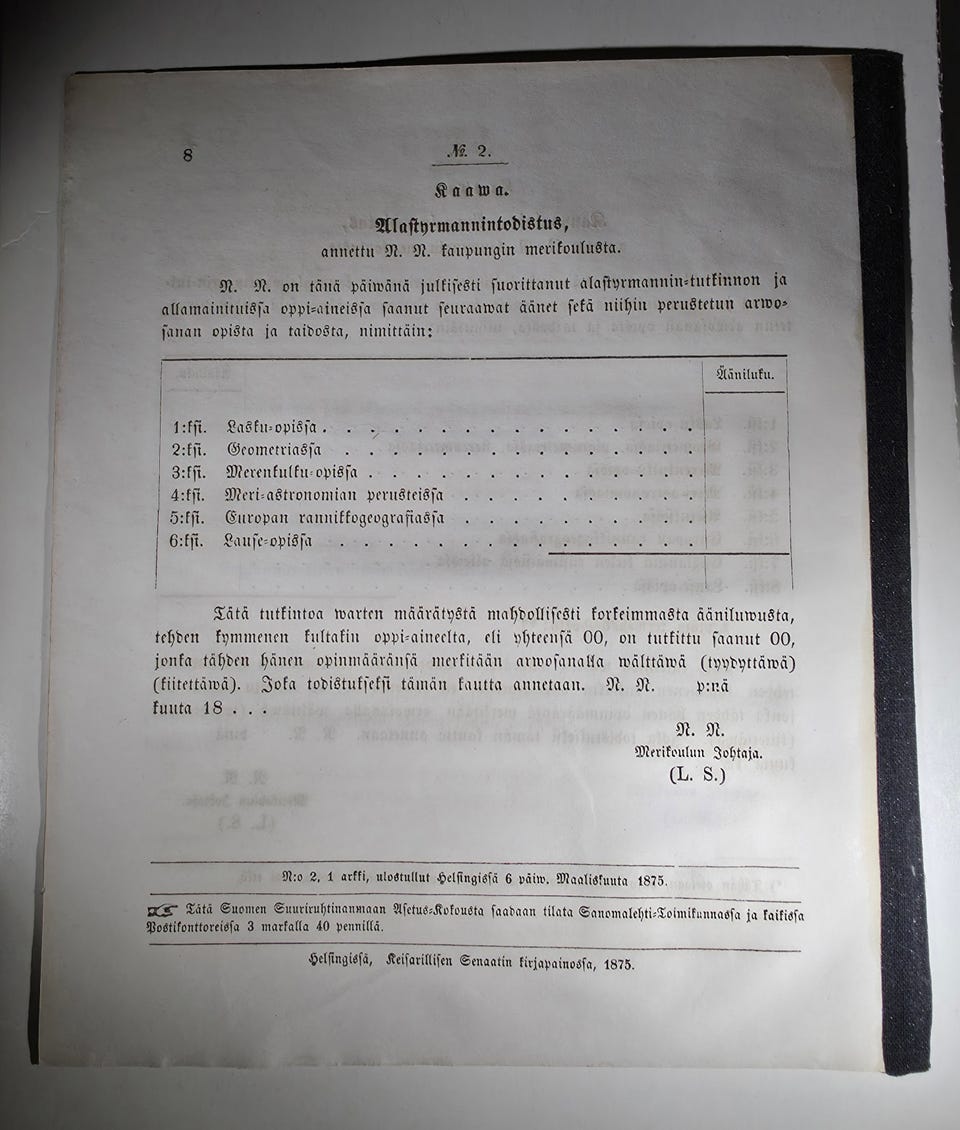 8
№. 2.
Kaawa.
Alastyrmannintodistus,
annettu N. N. kaupungin merikoulusta.
N. N. on tänä päiwänä julkisesti suorittanut alastyrmannin-tutkinnon ja
allamainituissa oppi-aineissa saanut seuraawat äänet sekä niihin perustetun arwo-
sanan opista ja taidosta, nimittäin:
Ääniluku.
1:ksi. Lasku-opissa . . . . . . . . . . . . . .
2:ksi. Geometriassa . . . . . . . . . . . . .
3:ksi. Merenkulku-opissa . . . . . . . . . . . .
4:ksi. Meri-astronomian perusteissa . . . . . . . . .
5:ksi. Europan rannikkogeografiassa . . . . . . . . .
6:ksi. Lause-opissa . . . . . . . . . . . . . .
Tätä tutkintoa warten määrätystä mahdollisesti korkeimmasta ääniluwusta,
tehden kymmenen kultakin oppi-aineelta, eli yhteensä 00, on tutkittu saanut 00,
jonka tähden hänen opinmääränsä merkitään arwosanalla wälttäwä (tyydyttäwä)
(kiitettäwä). Joka todistukseksi tämän kautta annetaan. N. N. p:nä
kuuta 18 . . .
N. N.
Merikoulun Johtaja.
(L. S.)
N:o 2, 1 arkki, ulostullut Helsingissä 6 päiw. Maaliskuuta 1875.
☞ Tätä Suomen Suuriruhtinanmaan Asetus-Kokousta saadaan tilata Sanomalehti-Toimikunnassa ja kaikissa
Postikonttoreissa 3 markalla 40 pennillä.
Helsingissä, Keisarillisen Senaatin kirjapainossa, 1875.